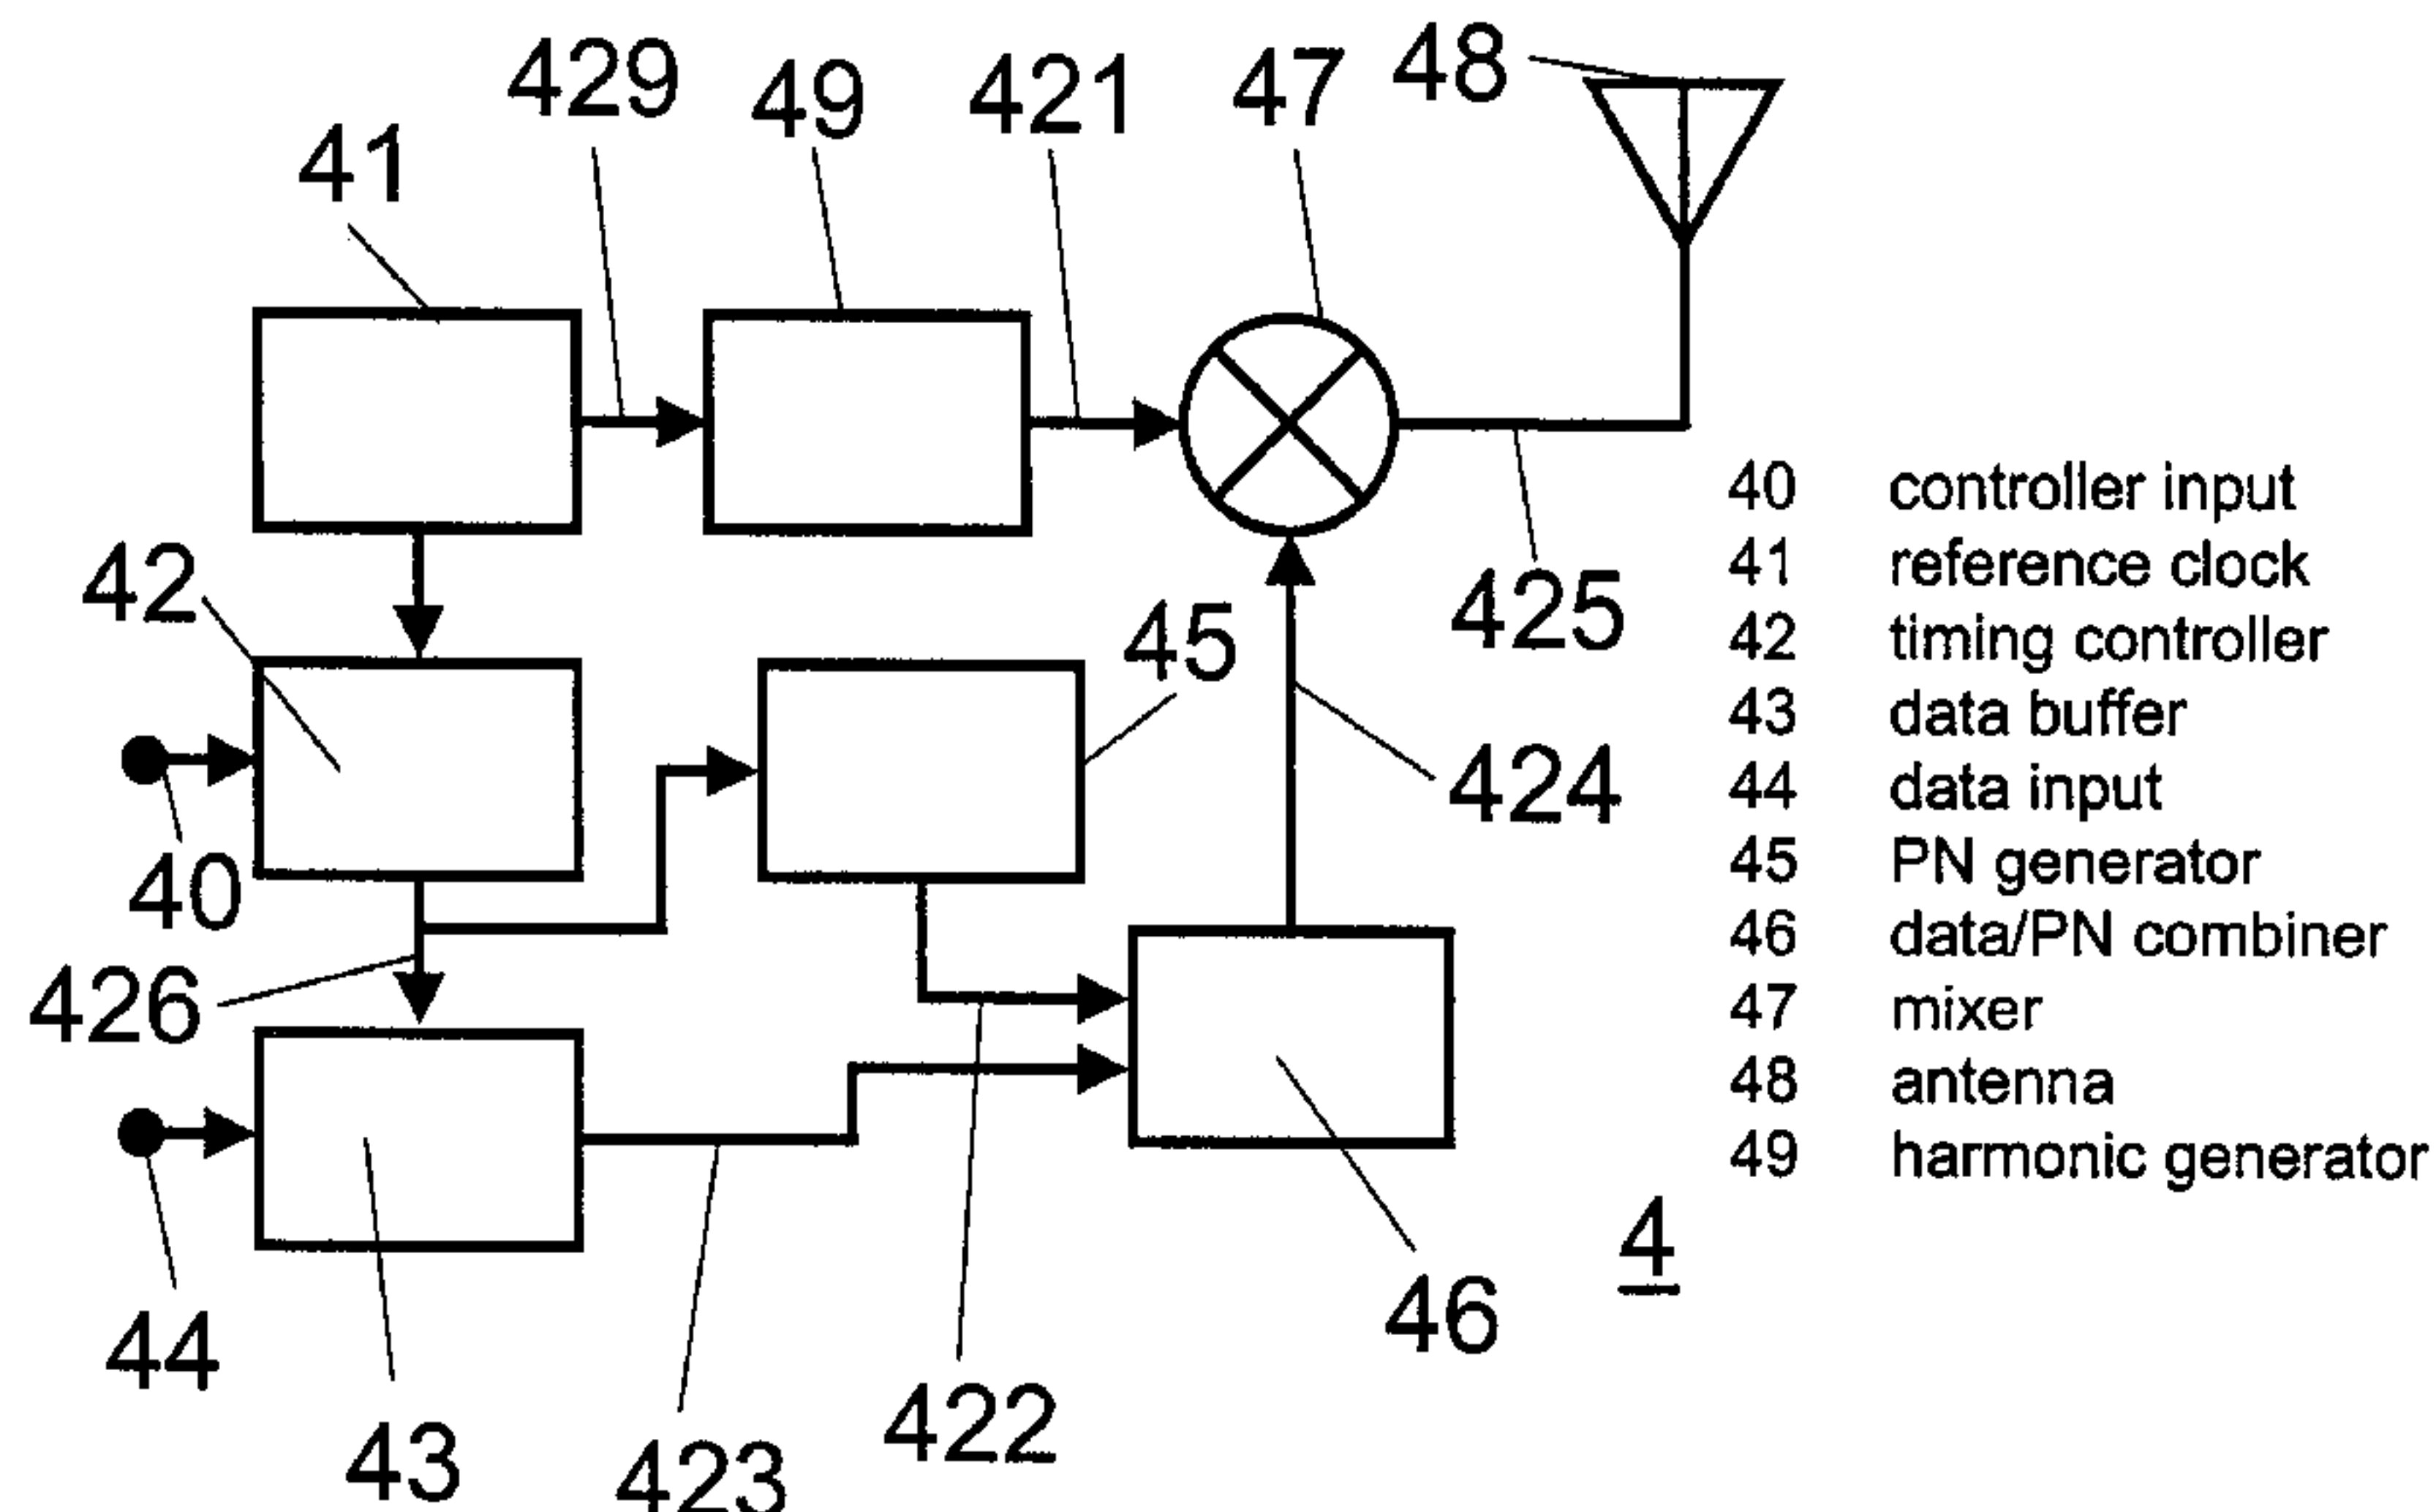 429
49
421
47
48
41
42
45
425
40
424
426
44
43
423
422
46
4
40 controller input
41 reference clock
42 timing controller
43 data buffer
44 data input
45 PN generator
46 data/PN combiner
47 mixer
48 antenna
49 harmonic generator